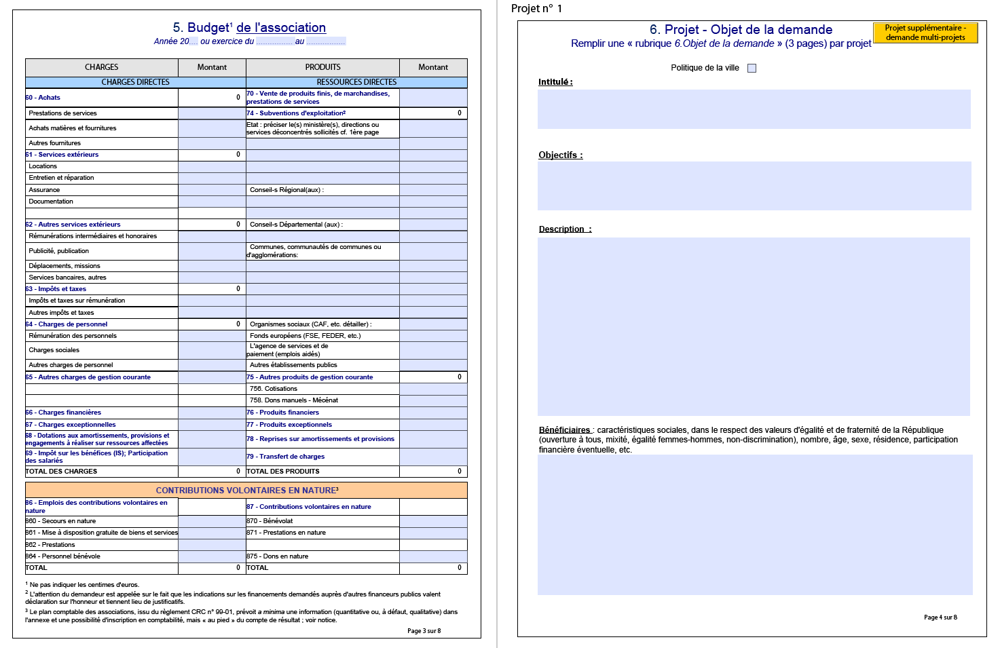 5. Budget¹ de l'association
Année 20.... ou exercice du ................ au .................
CHARGES Montant PRODUITS Montant
CHARGES DIRECTES RESSOURCES DIRECTES
60 - Achats 0 70 - Vente de produits finis, de marchandises,
prestations de services
Prestations de services 74 - Subventions d'exploitation² 0
Achats matières et fournitures Etat : préciser le(s) ministère(s), directions ou
services déconcentrés sollicités cf. 1ère page
Autres fournitures
61 - Services extérieurs 0
Locations
Entretien et réparation
Assurance Conseil-s Régional(aux) :
Documentation
62 - Autres services extérieurs 0 Conseil-s Départemental (aux) :
Rémunérations intermédiaires et honoraires
Publicité, publication Communes, communautés de communes ou
d'agglomérations:
Déplacements, missions
Services bancaires, autres
63 - Impôts et taxes 0
Impôts et taxes sur rémunération
Autres impôts et taxes
64 - Charges de personnel 0 Organismes sociaux (CAF, etc. détailler) :
Rémunération des personnels Fonds européens (FSE, FEDER, etc.)
Charges sociales L'agence de services et de
paiement (emplois aidés)
Autres charges de personnel Autres établissements publics
65 - Autres charges de gestion courante 75 - Autres produits de gestion courante 0
756. Cotisations
758. Dons manuels - Mécénat
66 - Charges financières 76 - Produits financiers
67 - Charges exceptionnelles 77 - Produits exceptionnels
68 - Dotations aux amortissements, provisions et
engagements à réaliser sur ressources affectées 78 - Reprises sur amortissements et provisions
69 - Impôt sur les bénéfices (IS); Participation
des salariés 79 - Transfert de charges
TOTAL DES CHARGES 0 TOTAL DES PRODUITS 0
CONTRIBUTIONS VOLONTAIRES EN NATURE³
86 - Emplois des contributions volontaires en
nature 87 - Contributions volontaires en nature
860 - Secours en nature 870 - Bénévolat
861 - Mise à disposition gratuite de biens et services 871 - Prestations en nature
862 - Prestations
864 - Personnel bénévole 875 - Dons en nature
TOTAL 0 TOTAL 0
¹ Ne pas indiquer les centimes d'euros.
² L'attention du demandeur est appelée sur le fait que les indications sur les financements demandés auprès d'autres financeurs publics valent
déclaration sur l'honneur et tiennent lieu de justificatifs.
³ Le plan comptable des associations, issu du règlement CRC n° 99-01, prévoit a minima une information (quantitative ou, à défaut, qualitative) dans
l'annexe et une possibilité d'inscription en comptabilité, mais « au pied » du compte de résultat ; voir notice.
Page 3 sur 8
Projet n° 1
6. Projet - Objet de la demande
Projet supplémentaire -
demande multi-projets
Remplir une « rubrique 6.Objet de la demande » (3 pages) par projet
Politique de la ville
Intitulé :
Objectifs :
Description :
Bénéficiaires : caractéristiques sociales, dans le respect des valeurs d'égalité et de fraternité de la République
(ouverture à tous, mixité, égalité femmes-hommes, non-discrimination), nombre, âge, sexe, résidence, participation
financière éventuelle, etc.
Page 4 sur 8